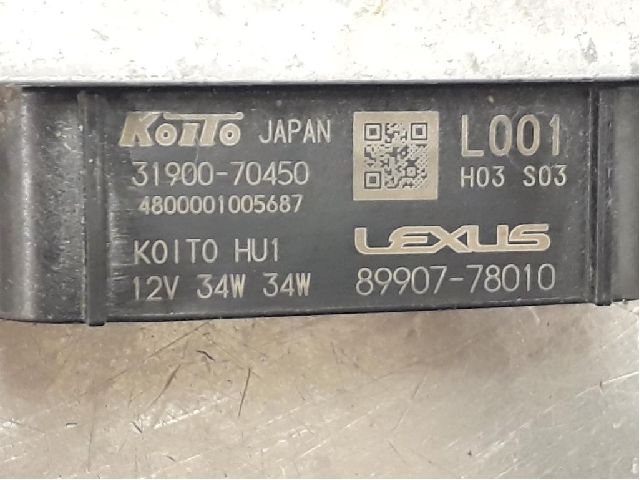 KOITO JAPAN
31900-70450
4800001005687
KOITO HU1
12V 34W 34W
L001
H03 S03
LEXUS
89907-78010